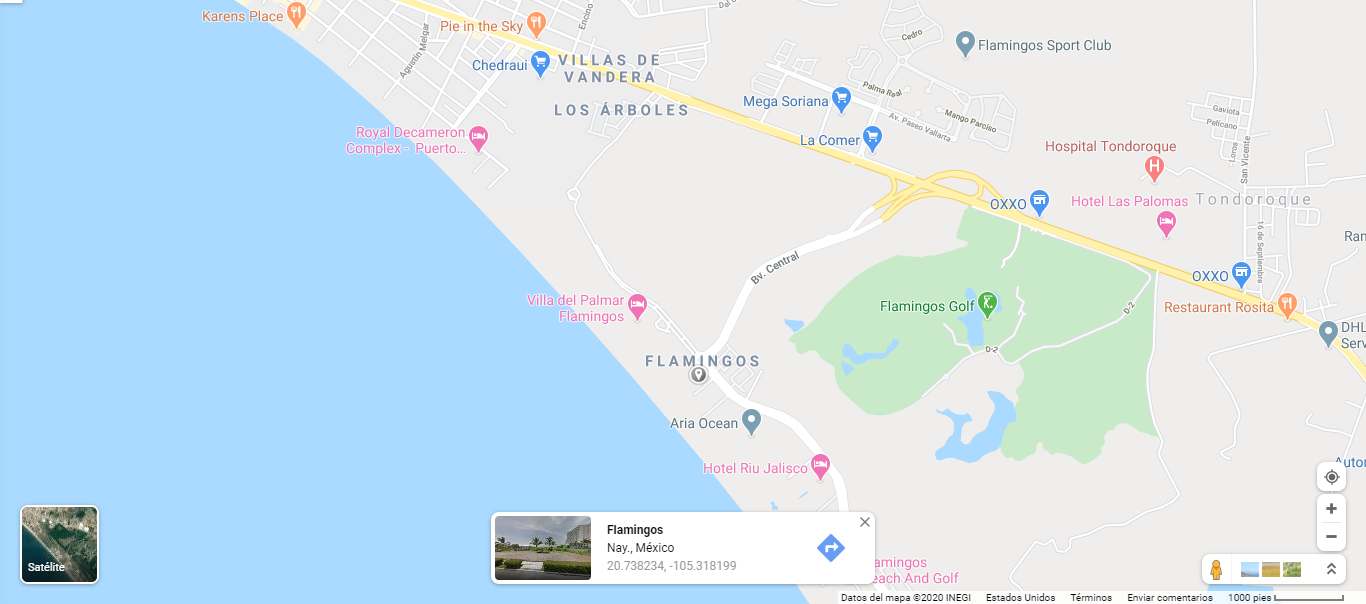 Karens Place
Pie in the Sky
Encino
Agustín Melgar
Chedraui
VILLAS DE
VANDERA
LOS ÁRBOLES
Cedro
Flamingos Sport Club
Mega Soriana
Palma Real
Av. Paseo Vallarta
Mango Parciso
La Comer
Gaviota
Pelícano
Loros
San Vicente
Royal Decameron
Complex - Puerto...
Hospital Tondoroque
OXXO
Hotel Las Palomas
Tondoroque
16 de Septiembre
Ran
Bv. Central
OXXO
Villa del Palmar
Flamingos
Flamingos Golf
D-2
Restaurant Rosita
DHL
Serv
D-2
FLAMINGOS
Aria Ocean
Hotel Riu Jalisco
Autor
Satélite
Flamingos
Nay., México
20.738234, -105.318199
amingos
each And Golf
Datos del mapa ©2020 INEGI Estados Unidos Términos Enviar comentarios 1000 pies